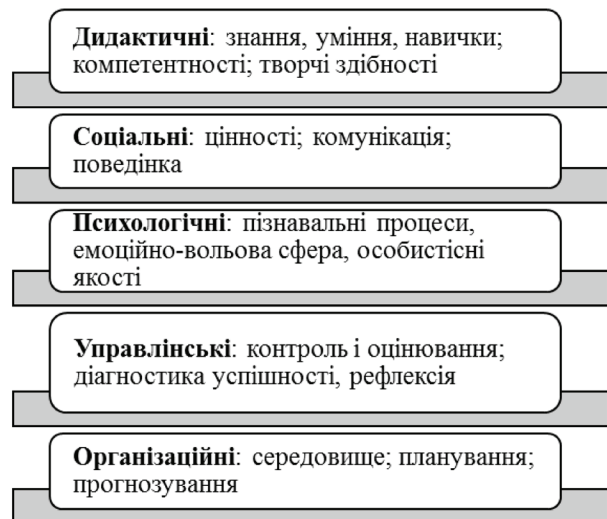 Дидактичні: знання, уміння, навички;
компетентності; творчі здібності
Соціальні: цінності; комунікація;
поведінка
Психологічні: пізнавальні процеси,
емоційно-вольова сфера, особистісні
якості
Управлінські: контроль і оцінювання;
діагностика успішності, рефлексія
Організаційні: середовище; планування;
прогнозування